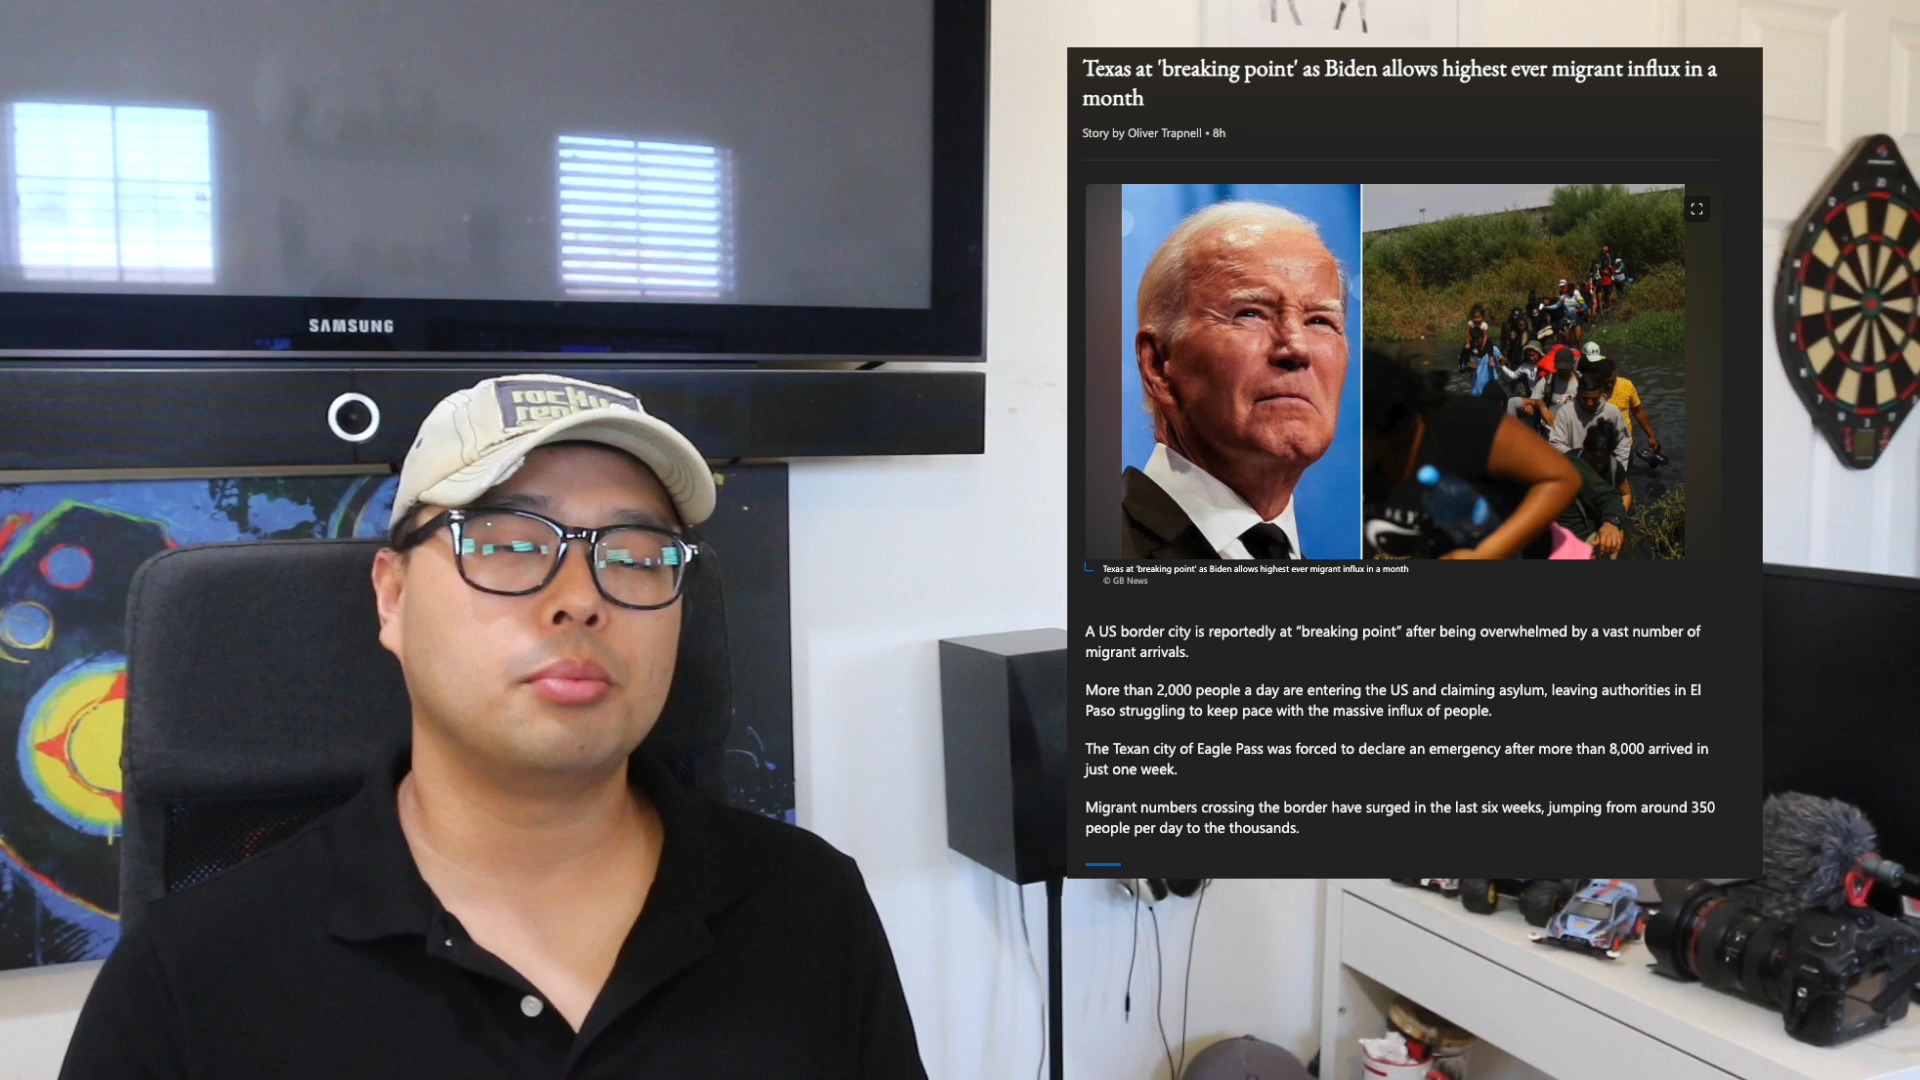 SAMSUNG
Texas at 'breaking point' as Biden allows highest ever migrant influx in a
month
Story by Oliver Trapnell • 8h
Texas at 'breaking point' as Biden allows highest ever migrant influx in a month
© GB News
A US border city is reportedly at “breaking point” after being overwhelmed by a vast number of
migrant arrivals.
More than 2,000 people a day are entering the US and claiming asylum, leaving authorities in El
Paso struggling to keep pace with the massive influx of people.
The Texan city of Eagle Pass was forced to declare an emergency after more than 8,000 arrived in
just one week.
Migrant numbers crossing the border have surged in the last six weeks, jumping from around 350
people per day to the thousands.